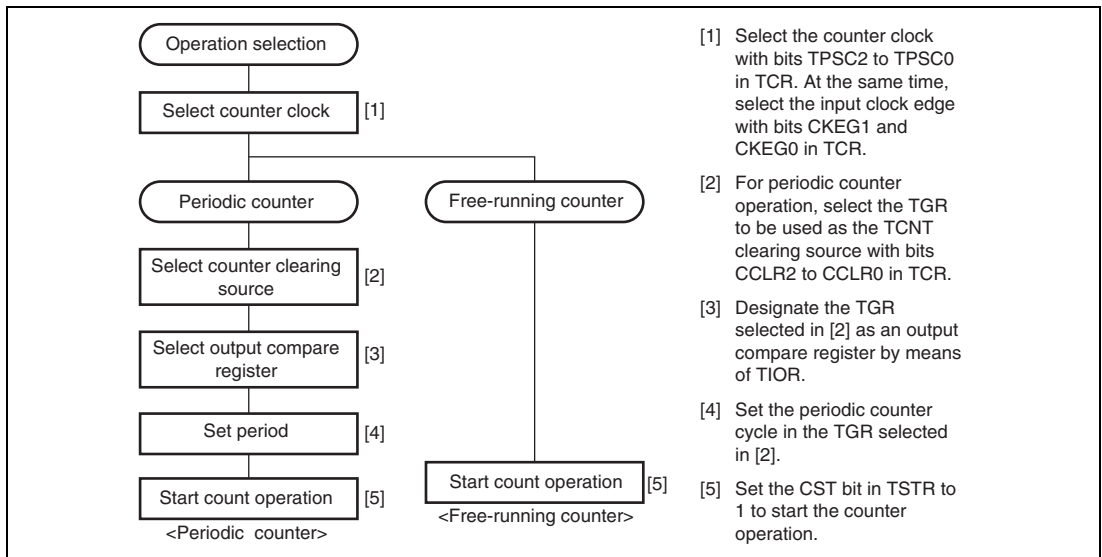 Operation selection
Select counter clock
[1]
Periodic counter
Free-running counter
Select counter clearing
source
[2]
Select output compare
register
[3]
Set period
[4]
Start count operation
[5]
<Periodic counter>
Start count operation
[5]
<Free-running counter>
[1] Select the counter clock
with bits TPSC2 to TPSC0
in TCR. At the same time,
select the input clock edge
with bits CKEG1 and
CKEG0 in TCR.
[2] For periodic counter
operation, select the TGR
to be used as the TCNT
clearing source with bits
CCLR2 to CCLR0 in TCR.
[3] Designate the TGR
selected in [2] as an output
compare register by means
of TIOR.
[4] Set the periodic counter
cycle in the TGR selected
in [2].
[5] Set the CST bit in TSTR to
1 to start the counter
operation.